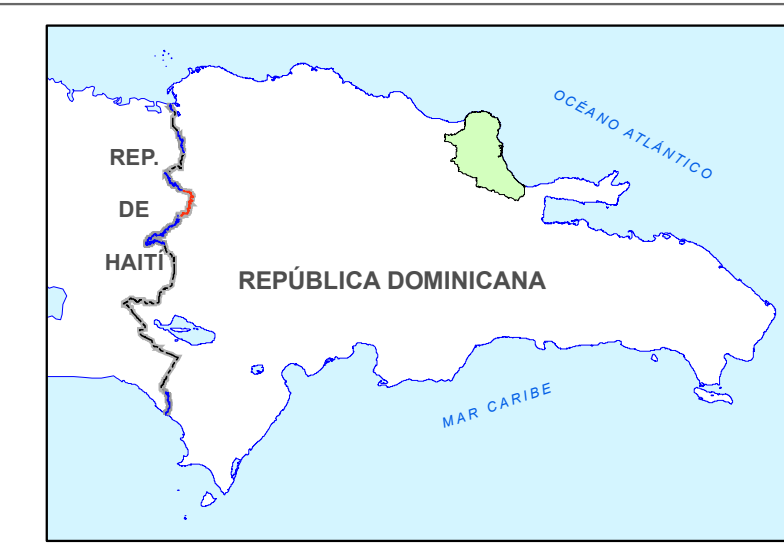 OCÉANO ATLÁNTICO
REP.
DE
HAITÍ
REPÚBLICA DOMINICANA
MAR CARIBE